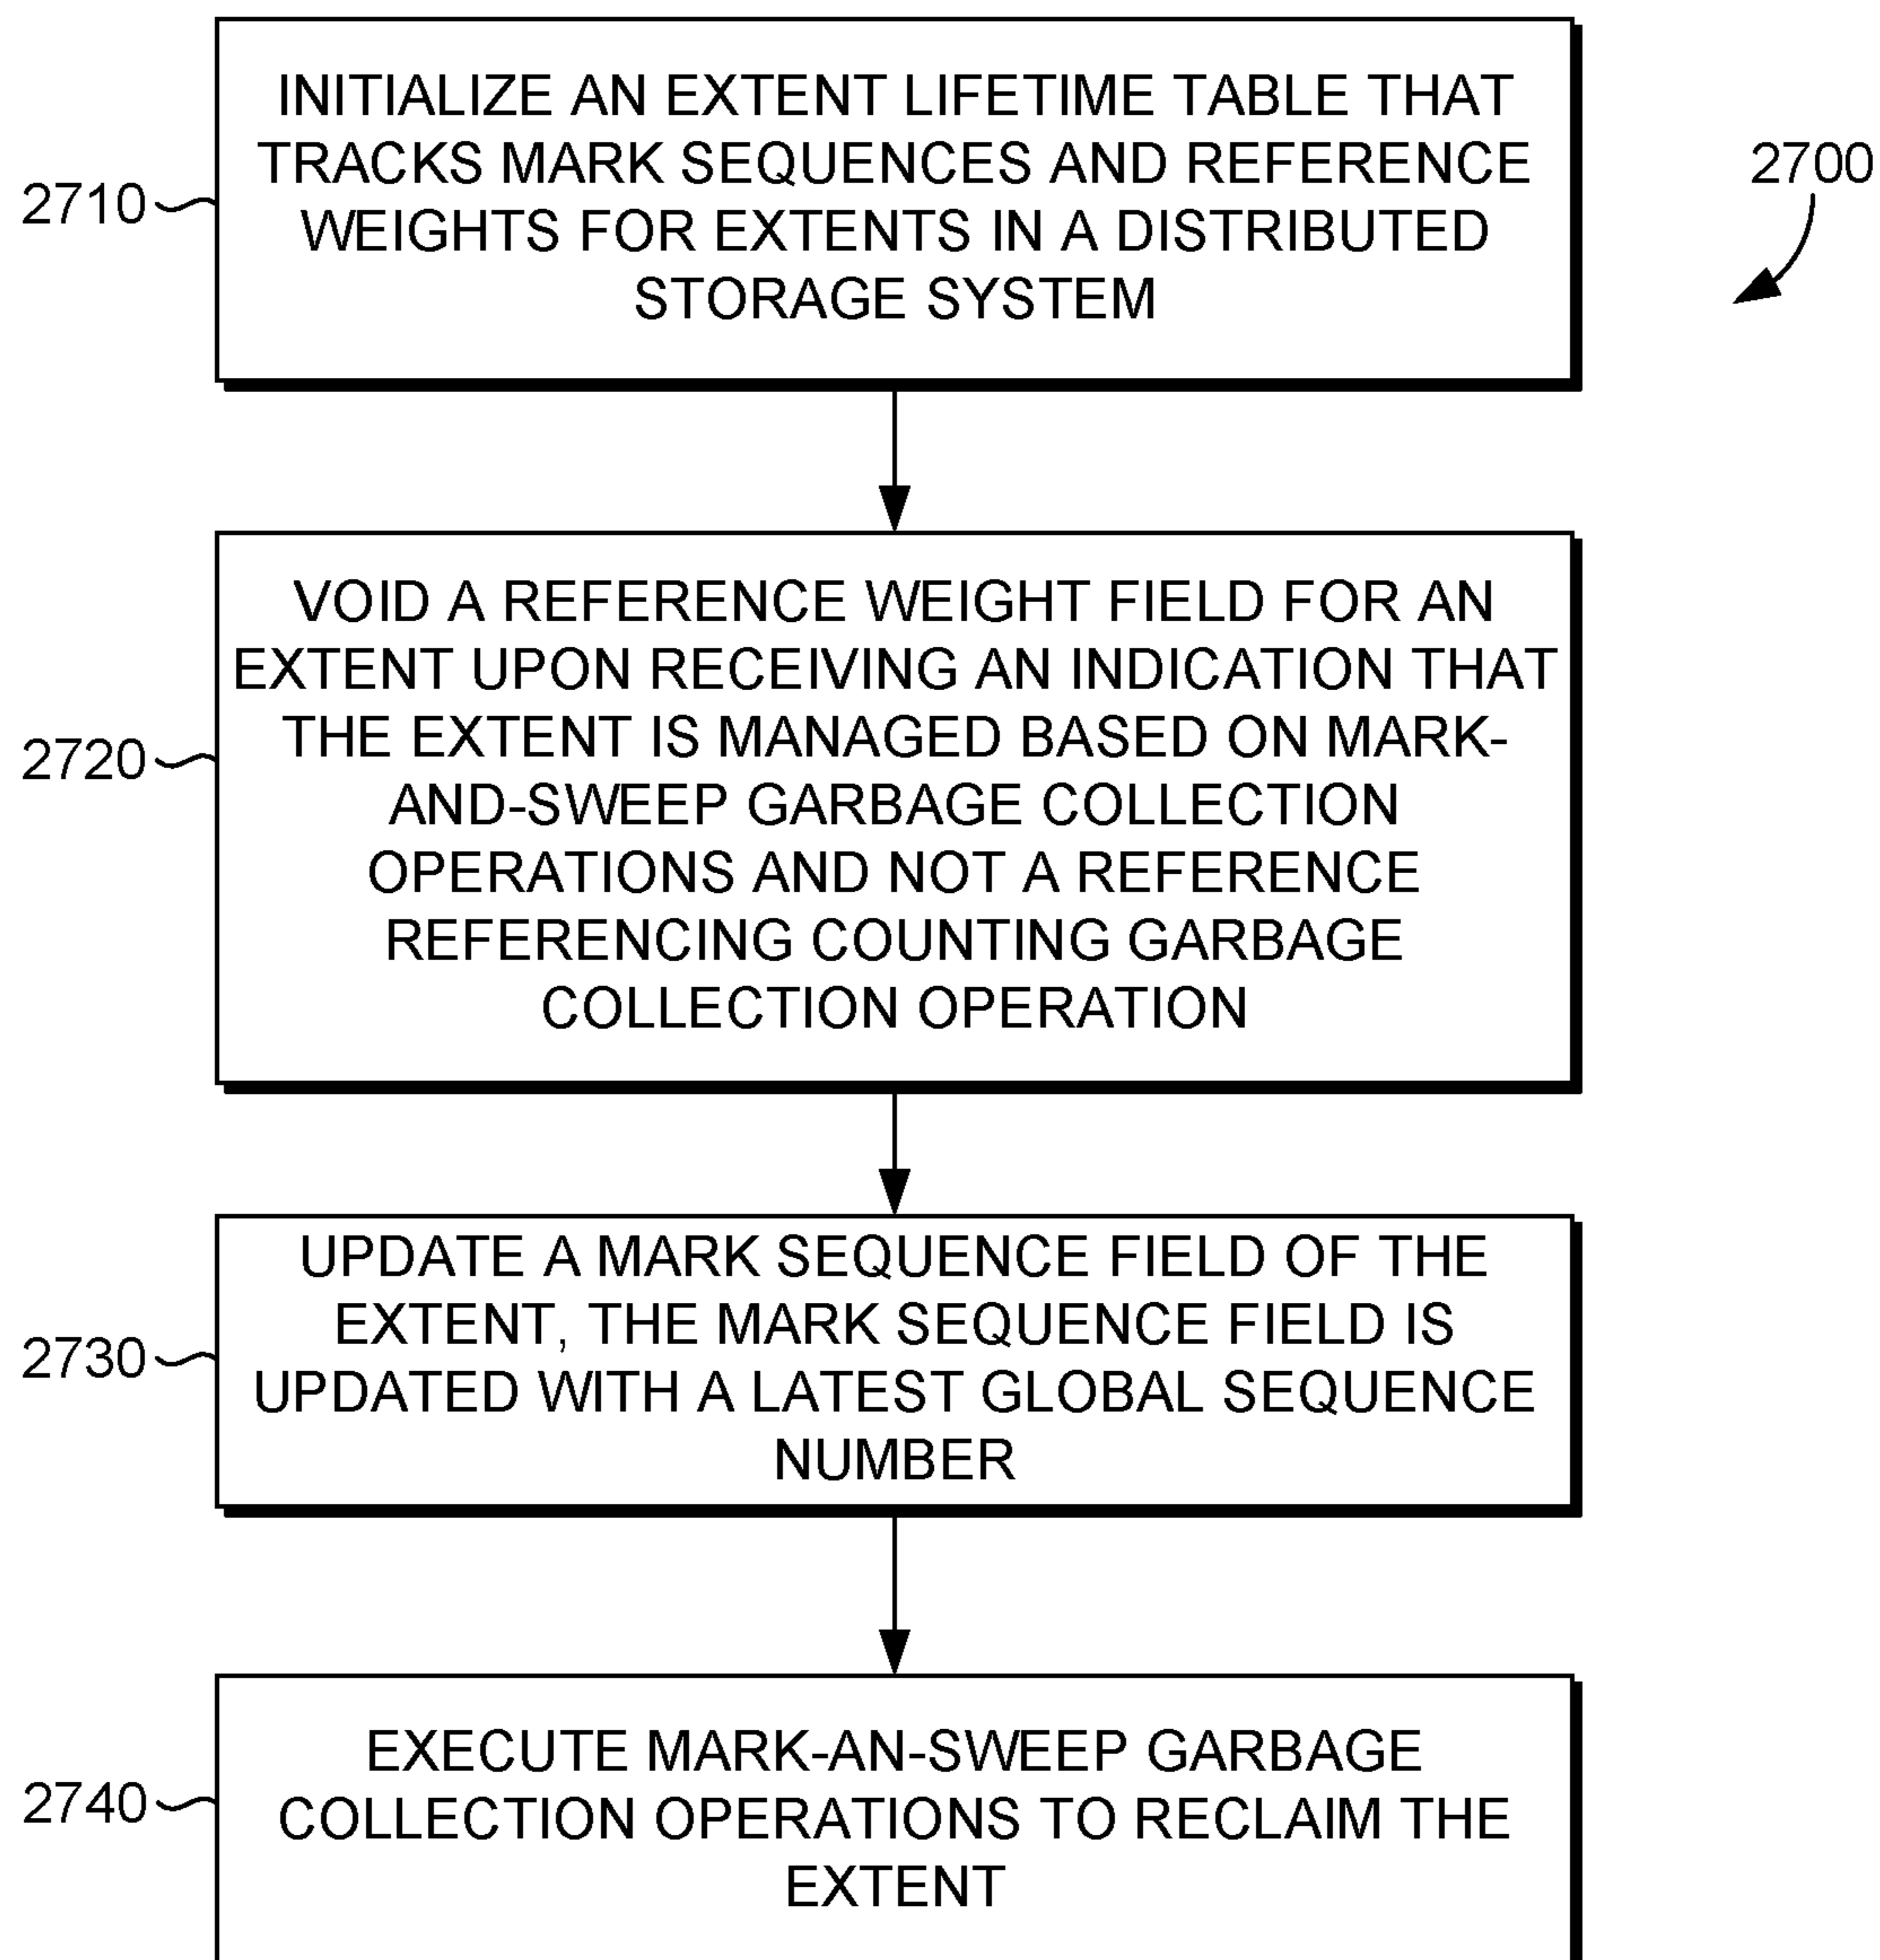 INITIALIZE AN EXTENT LIFETIME TABLE THAT
TRACKS MARK SEQUENCES AND REFERENCE
WEIGHTS FOR EXTENTS IN A DISTRIBUTED
STORAGE SYSTEM
2710
2700
VOID A REFERENCE WEIGHT FIELD FOR AN
EXTENT UPON RECEIVING AN INDICATION THAT
THE EXTENT IS MANAGED BASED ON MARK-
AND-SWEEP GARBAGE COLLECTION
OPERATIONS AND NOT A REFERENCE
REFERENCING COUNTING GARBAGE
COLLECTION OPERATION
2720
UPDATE A MARK SEQUENCE FIELD OF THE
EXTENT, THE MARK SEQUENCE FIELD IS
UPDATED WITH A LATEST GLOBAL SEQUENCE
NUMBER
2730
EXECUTE MARK-AN-SWEEP GARBAGE
COLLECTION OPERATIONS TO RECLAIM THE
EXTENT
2740